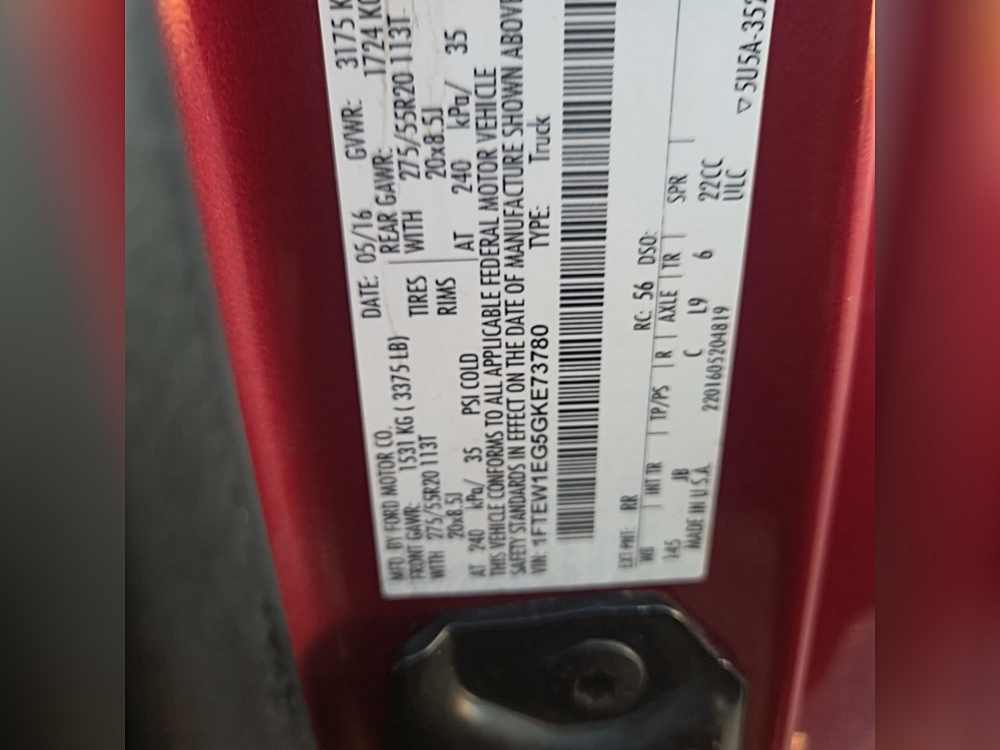 MFD BY FORD MOTOR CO. DATE: 05/16 GVWR: 3175 K
FRONT GAWR: 1531 KG ( 3375 LB) REAR GAWR: 1724 KG
WITH 275/55R20 113T TIRES WITH 275/55R20 113T
20x8.5J RIMS 20x8.5J
AT 240 kPa/ 35 PSI COLD AT 240 kPa/ 35
THIS VEHICLE CONFORMS TO ALL APPLICABLE FEDERAL MOTOR VEHICLE
SAFETY STANDARDS IN EFFECT ON THE DATE OF MANUFACTURE SHOWN ABOVE
VIN: 1FTEW1EG5GKE73780 TYPE: Truck
EXT PNT: RR RC: 56 DSO:
WB INT TR TP/PS R AXLE TR SPR
145 JB C L9 6 22CC
MADE IN U.S.A. 2201605204819 ULC
▽5U5A-352